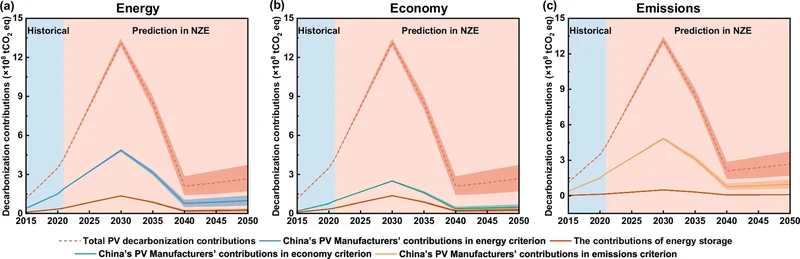 (a) Energy
Decarbonization contributions (×10⁸ tCO₂ eq)
15
12
9
6
3
0
Historical
Prediction in NZE
2015 2020 2025 2030 2035 2040 2045 2050
(b) Economy
Decarbonization contributions (×10⁸ tCO₂ eq)
15
12
9
6
3
0
Historical
Prediction in NZE
2015 2020 2025 2030 2035 2040 2045 2050
(c) Emissions
Decarbonization contributions (×10⁸ tCO₂ eq)
15
12
9
6
3
0
Historical
Prediction in NZE
2015 2020 2025 2030 2035 2040 2045 2050
Total PV decarbonization contributions China's PV Manufacturers' contributions in energy criterion The contributions of energy storage
China's PV Manufacturers' contributions in economy criterion China's PV Manufacturers' contributions in emissions criterion